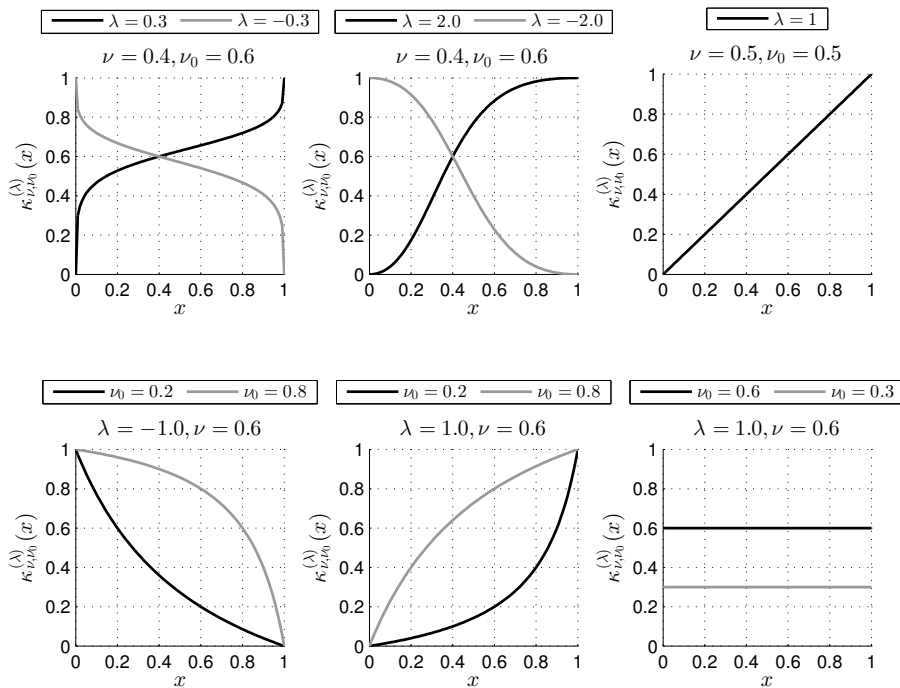 λ = 0.3 λ = −0.3
λ = 2.0 λ = −2.0
λ = 1
ν = 0.4, ν₀ = 0.6
ν = 0.4, ν₀ = 0.6
ν = 0.5, ν₀ = 0.5
1
0.8
0.6
0.4
0.2
0
κ_{ν,ν₀}^{(λ)}(x)
0 0.2 0.4 0.6 0.8 1
x
1
0.8
0.6
0.4
0.2
0
κ_{ν,ν₀}^{(λ)}(x)
0 0.2 0.4 0.6 0.8 1
x
1
0.8
0.6
0.4
0.2
0
κ_{ν,ν₀}^{(λ)}(x)
0 0.2 0.4 0.6 0.8 1
x
ν₀ = 0.2 ν₀ = 0.8
ν₀ = 0.2 ν₀ = 0.8
ν₀ = 0.6 ν₀ = 0.3
λ = −1.0, ν = 0.6
λ = 1.0, ν = 0.6
λ = 1.0, ν = 0.6
1
0.8
0.6
0.4
0.2
0
κ_{ν,ν₀}^{(λ)}(x)
0 0.2 0.4 0.6 0.8 1
x
1
0.8
0.6
0.4
0.2
0
κ_{ν,ν₀}^{(λ)}(x)
0 0.2 0.4 0.6 0.8 1
x
1
0.8
0.6
0.4
0.2
0
κ_{ν,ν₀}^{(λ)}(x)
0 0.2 0.4 0.6 0.8 1
x